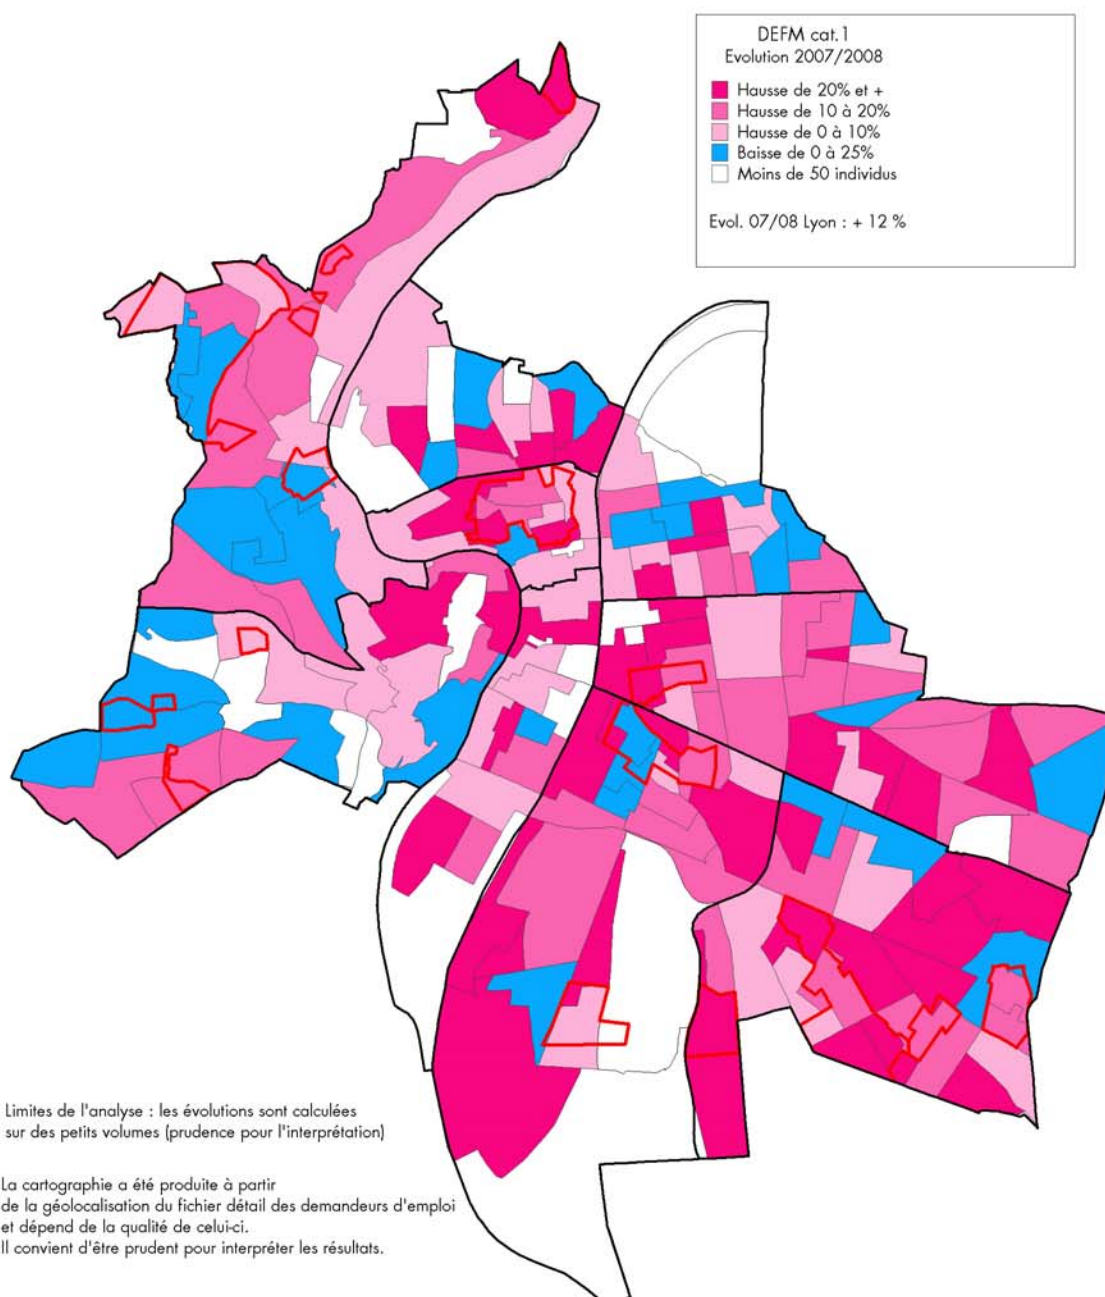 DEFM cat.1
Evolution 2007/2008
Hausse de 20% et +
Hausse de 10 à 20%
Hausse de 0 à 10%
Baisse de 0 à 25%
Moins de 50 individus
Evol. 07/08 Lyon : + 12 %
Limites de l'analyse : les évolutions sont calculées
sur des petits volumes (prudence pour l'interprétation)
La cartographie a été produite à partir
de la géolocalisation du fichier détail des demandeurs d'emploi
et dépend de la qualité de celui-ci.
Il convient d'être prudent pour interpréter les résultats.